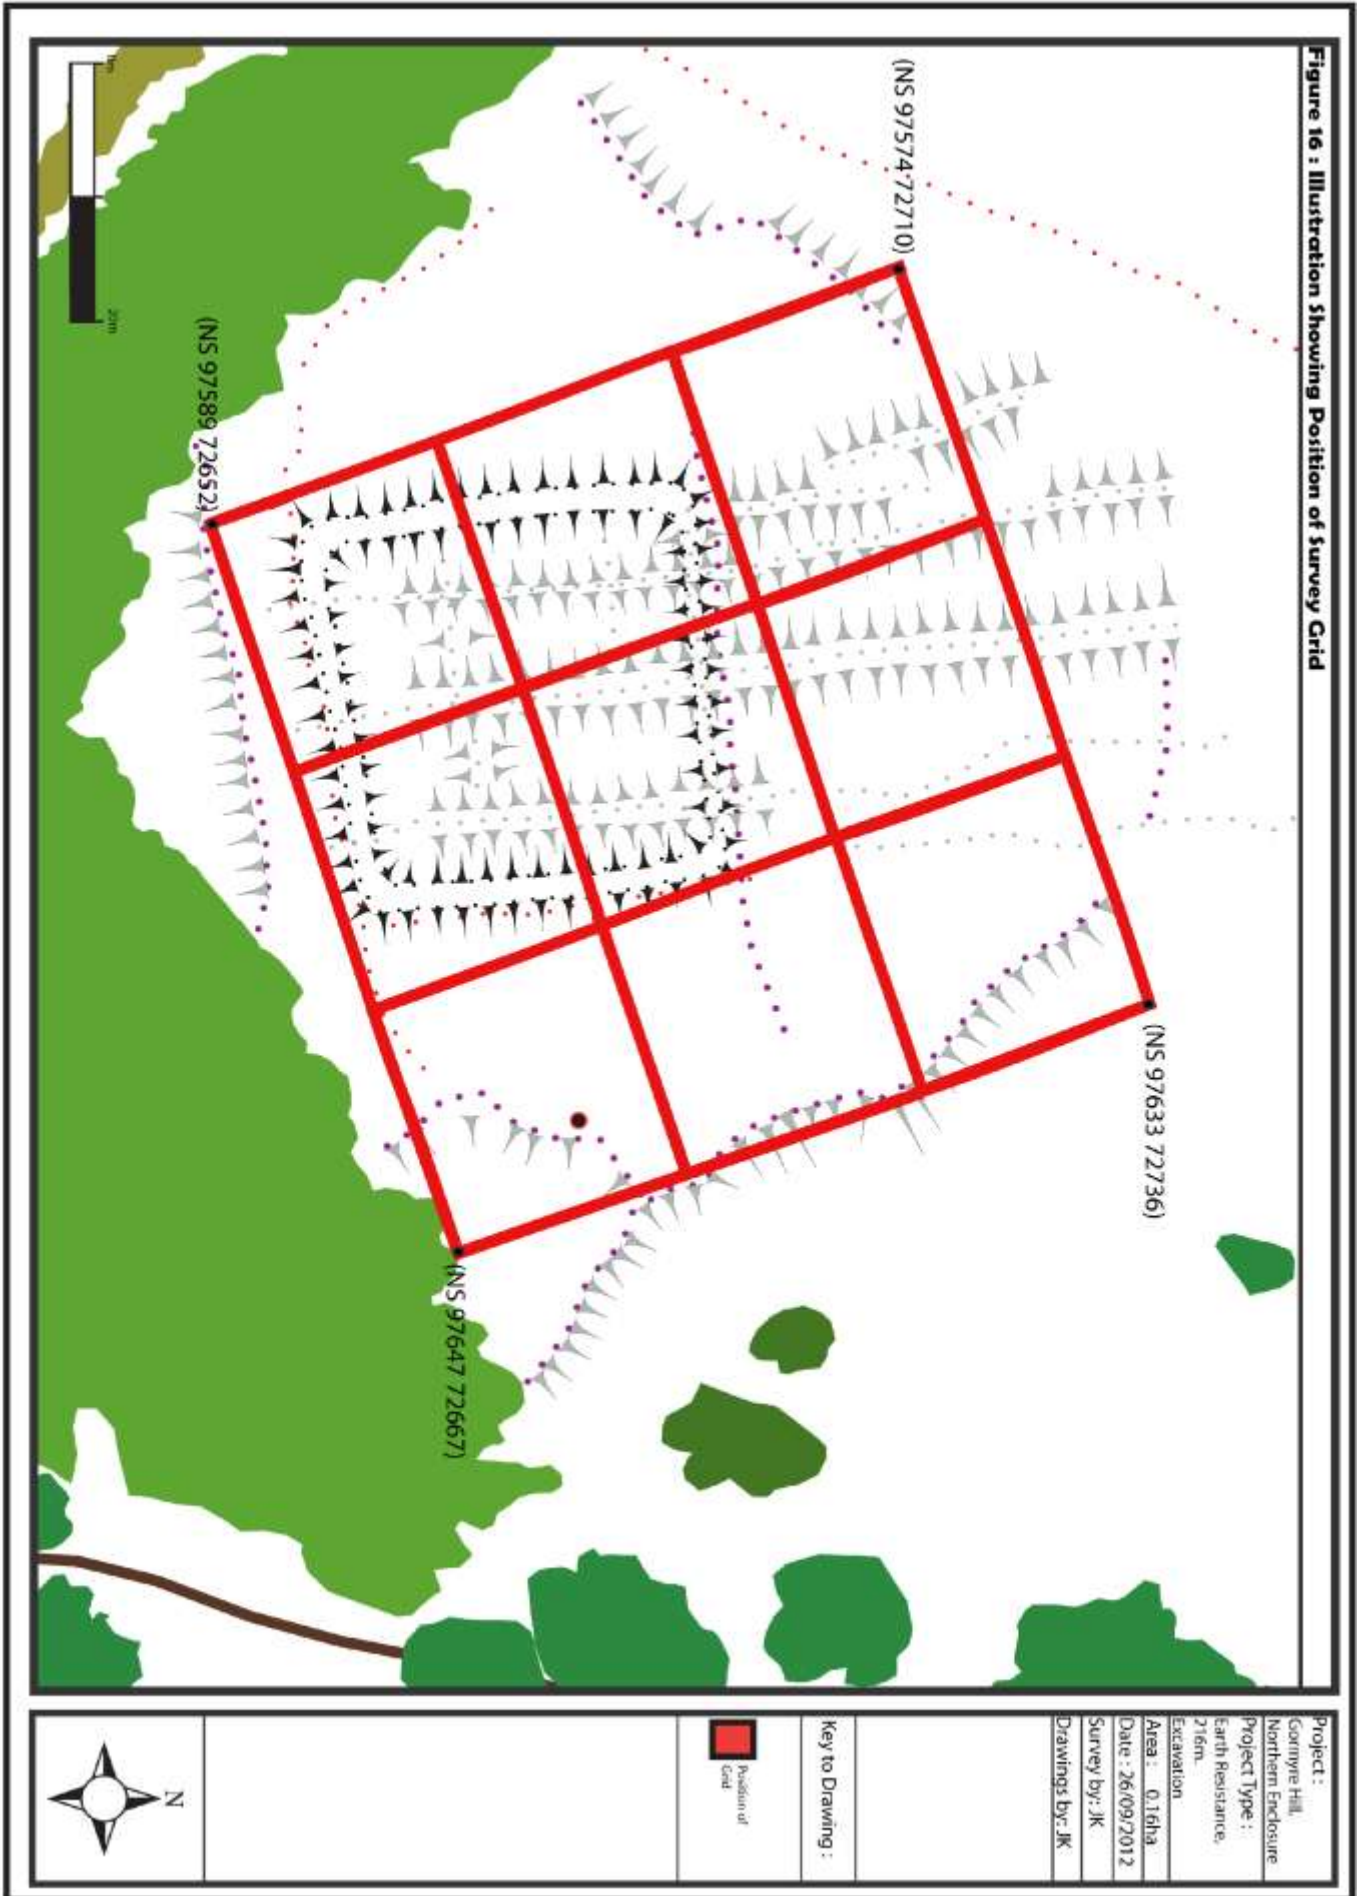 Figure 16 : Illustration Showing Position of Survey Grid
(NS 97574 72710)
(NS 97633 72736)
(NS 97589 72652)
(NS 97647 72667)
20m
Project :
Gormyre Hill,
Northern Enclosure
Project Type :
Earth Resistance,
216m.
Excavation
Area : 0.16ha
Date : 26/09/2012
Survey by: JK
Drawings by: JK
Key to Drawing :
Position of
Grid
N